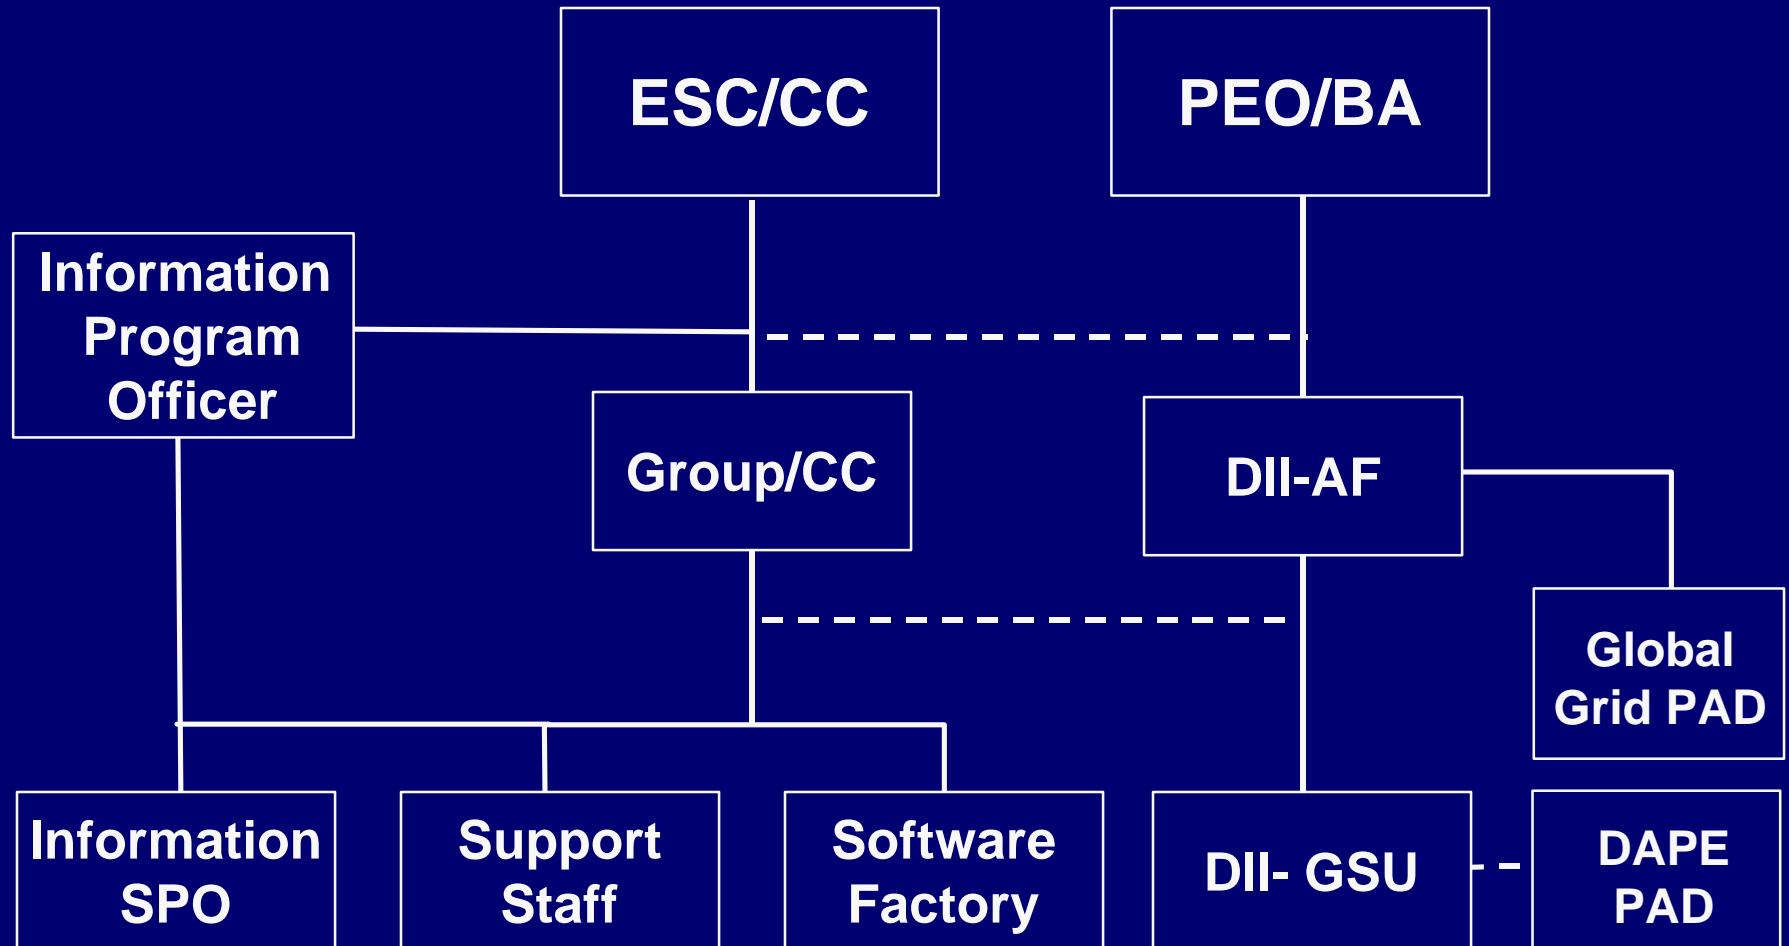 ESC/CC
PEO/BA
Information
Program
Officer
Group/CC
DII-AF
Global
Grid PAD
Information
SPO
Support
Staff
Software
Factory
DII- GSU
DAPE
PAD